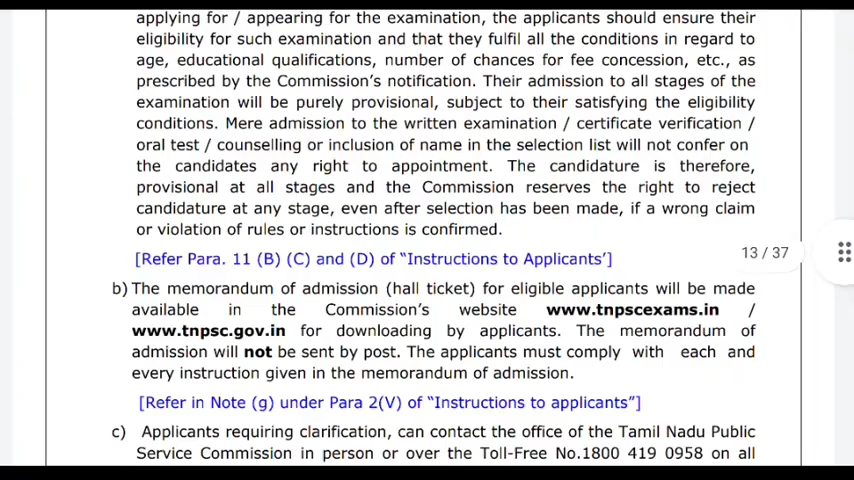 applying for / appearing for the examination, the applicants should ensure their
eligibility for such examination and that they fulfil all the conditions in regard to
age, educational qualifications, number of chances for fee concession, etc., as
prescribed by the Commission's notification. Their admission to all stages of the
examination will be purely provisional, subject to their satisfying the eligibility
conditions. Mere admission to the written examination / certificate verification /
oral test / counselling or inclusion of name in the selection list will not confer on
the candidates any right to appointment. The candidature is therefore,
provisional at all stages and the Commission reserves the right to reject
candidature at any stage, even after selection has been made, if a wrong claim
or violation of rules or instructions is confirmed.
[Refer Para. 11 (B) (C) and (D) of "Instructions to Applicants']
13 / 37
b) The memorandum of admission (hall ticket) for eligible applicants will be made
available in the Commission's website www.tnpscexams.in /
www.tnpsc.gov.in for downloading by applicants. The memorandum of
admission will not be sent by post. The applicants must comply with each and
every instruction given in the memorandum of admission.
[Refer in Note (g) under Para 2(V) of "Instructions to applicants"]
c) Applicants requiring clarification, can contact the office of the Tamil Nadu Public
Service Commission in person or over the Toll-Free No.1800 419 0958 on all